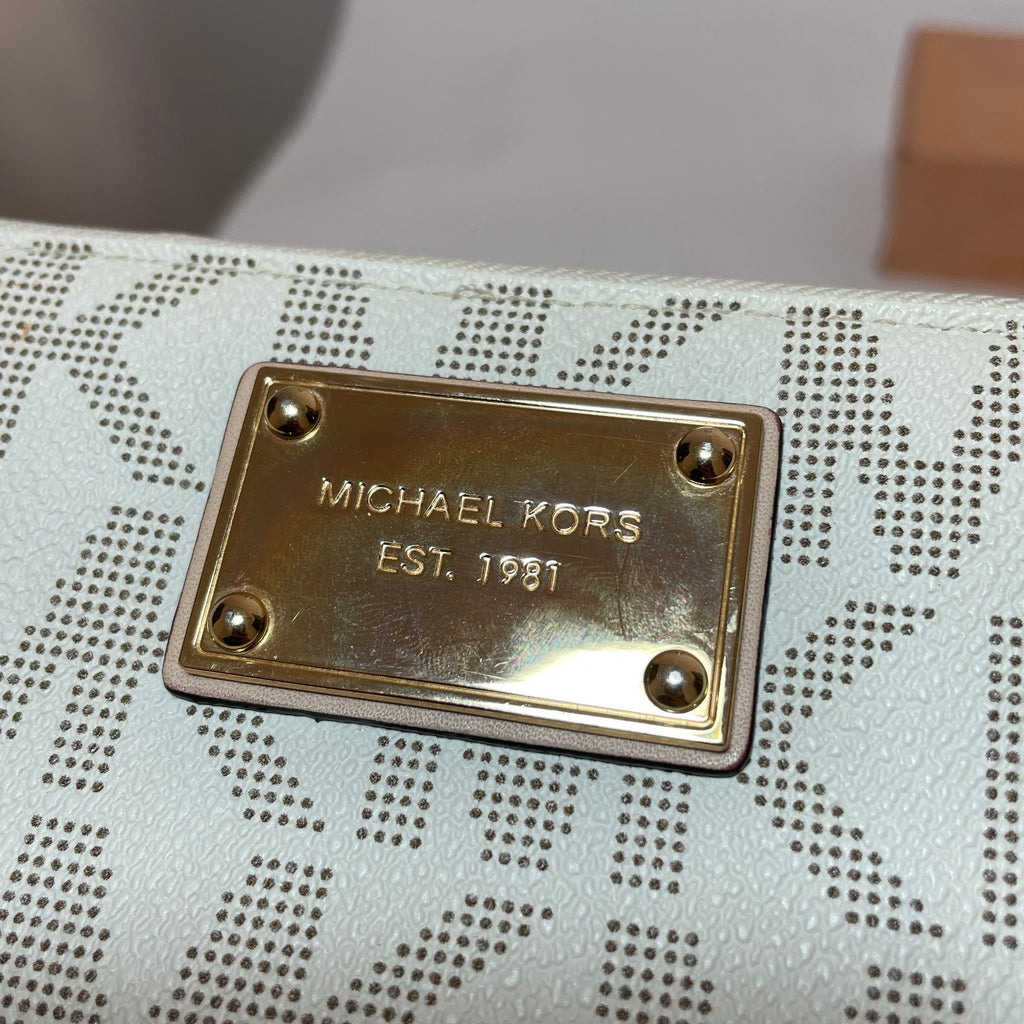 MICHAEL KORS
EST. 1981